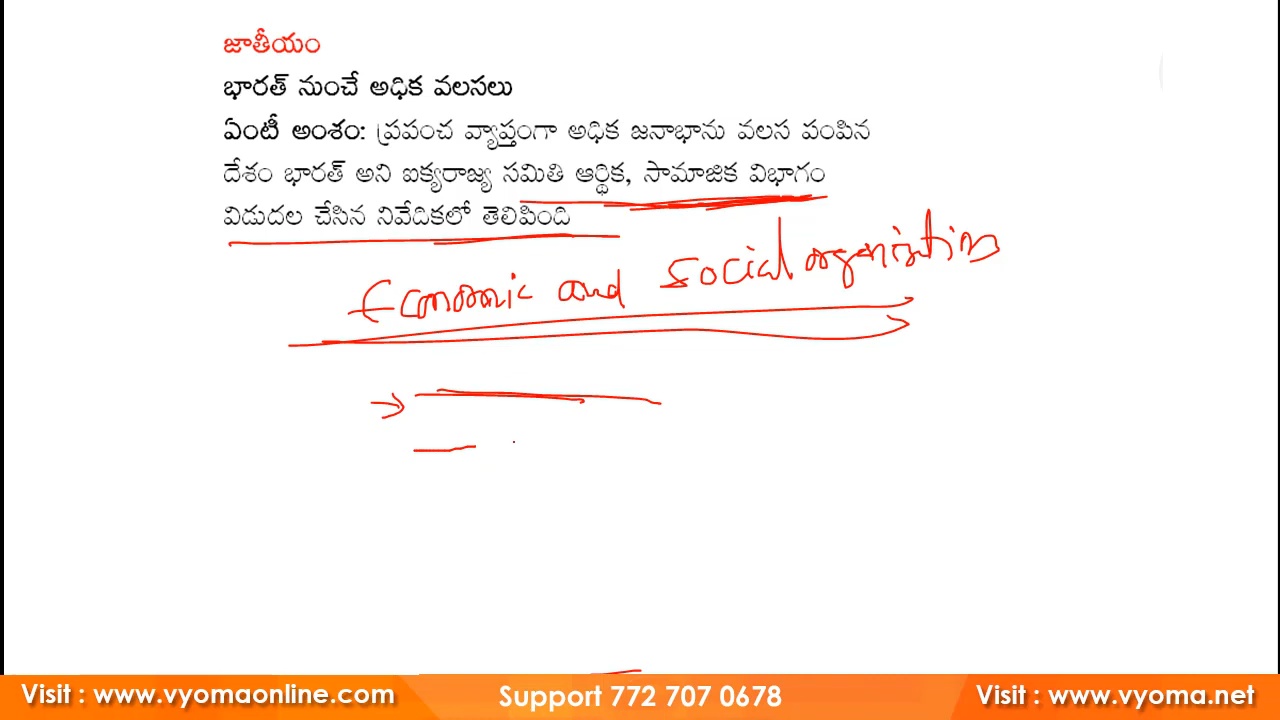 జాతీయం
భారత్ నుంచే అధిక వలసలు
ఏంటీ అంశం: ప్రపంచ వ్యాప్తంగా అధిక జనాభాను వలస పంపిన
దేశం భారత్ అని ఐక్యరాజ్య సమితి ఆర్థిక, సామాజిక విభాగం
విడుదల చేసిన నివేదికలో తెలిపింది
Economic and social
Visit : www.vyomaonline.com Support 772 707 0678 Visit : www.vyoma.net